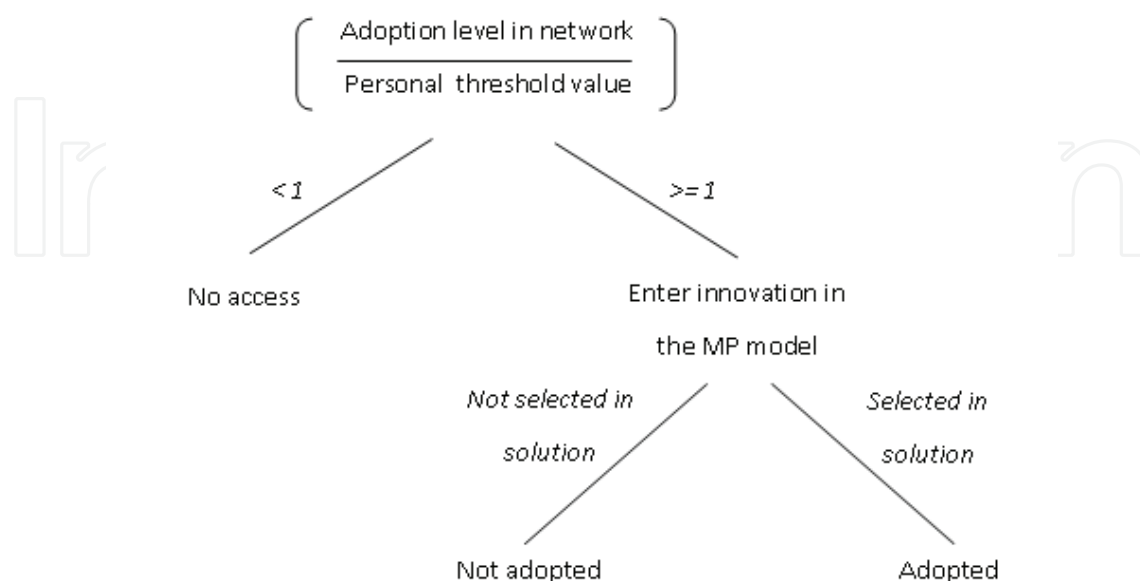 Adoption level in network
Personal threshold value
<1
>=1
No access
Enter innovation in
the MP model
Not selected in
solution
Selected in
solution
Not adopted
Adopted